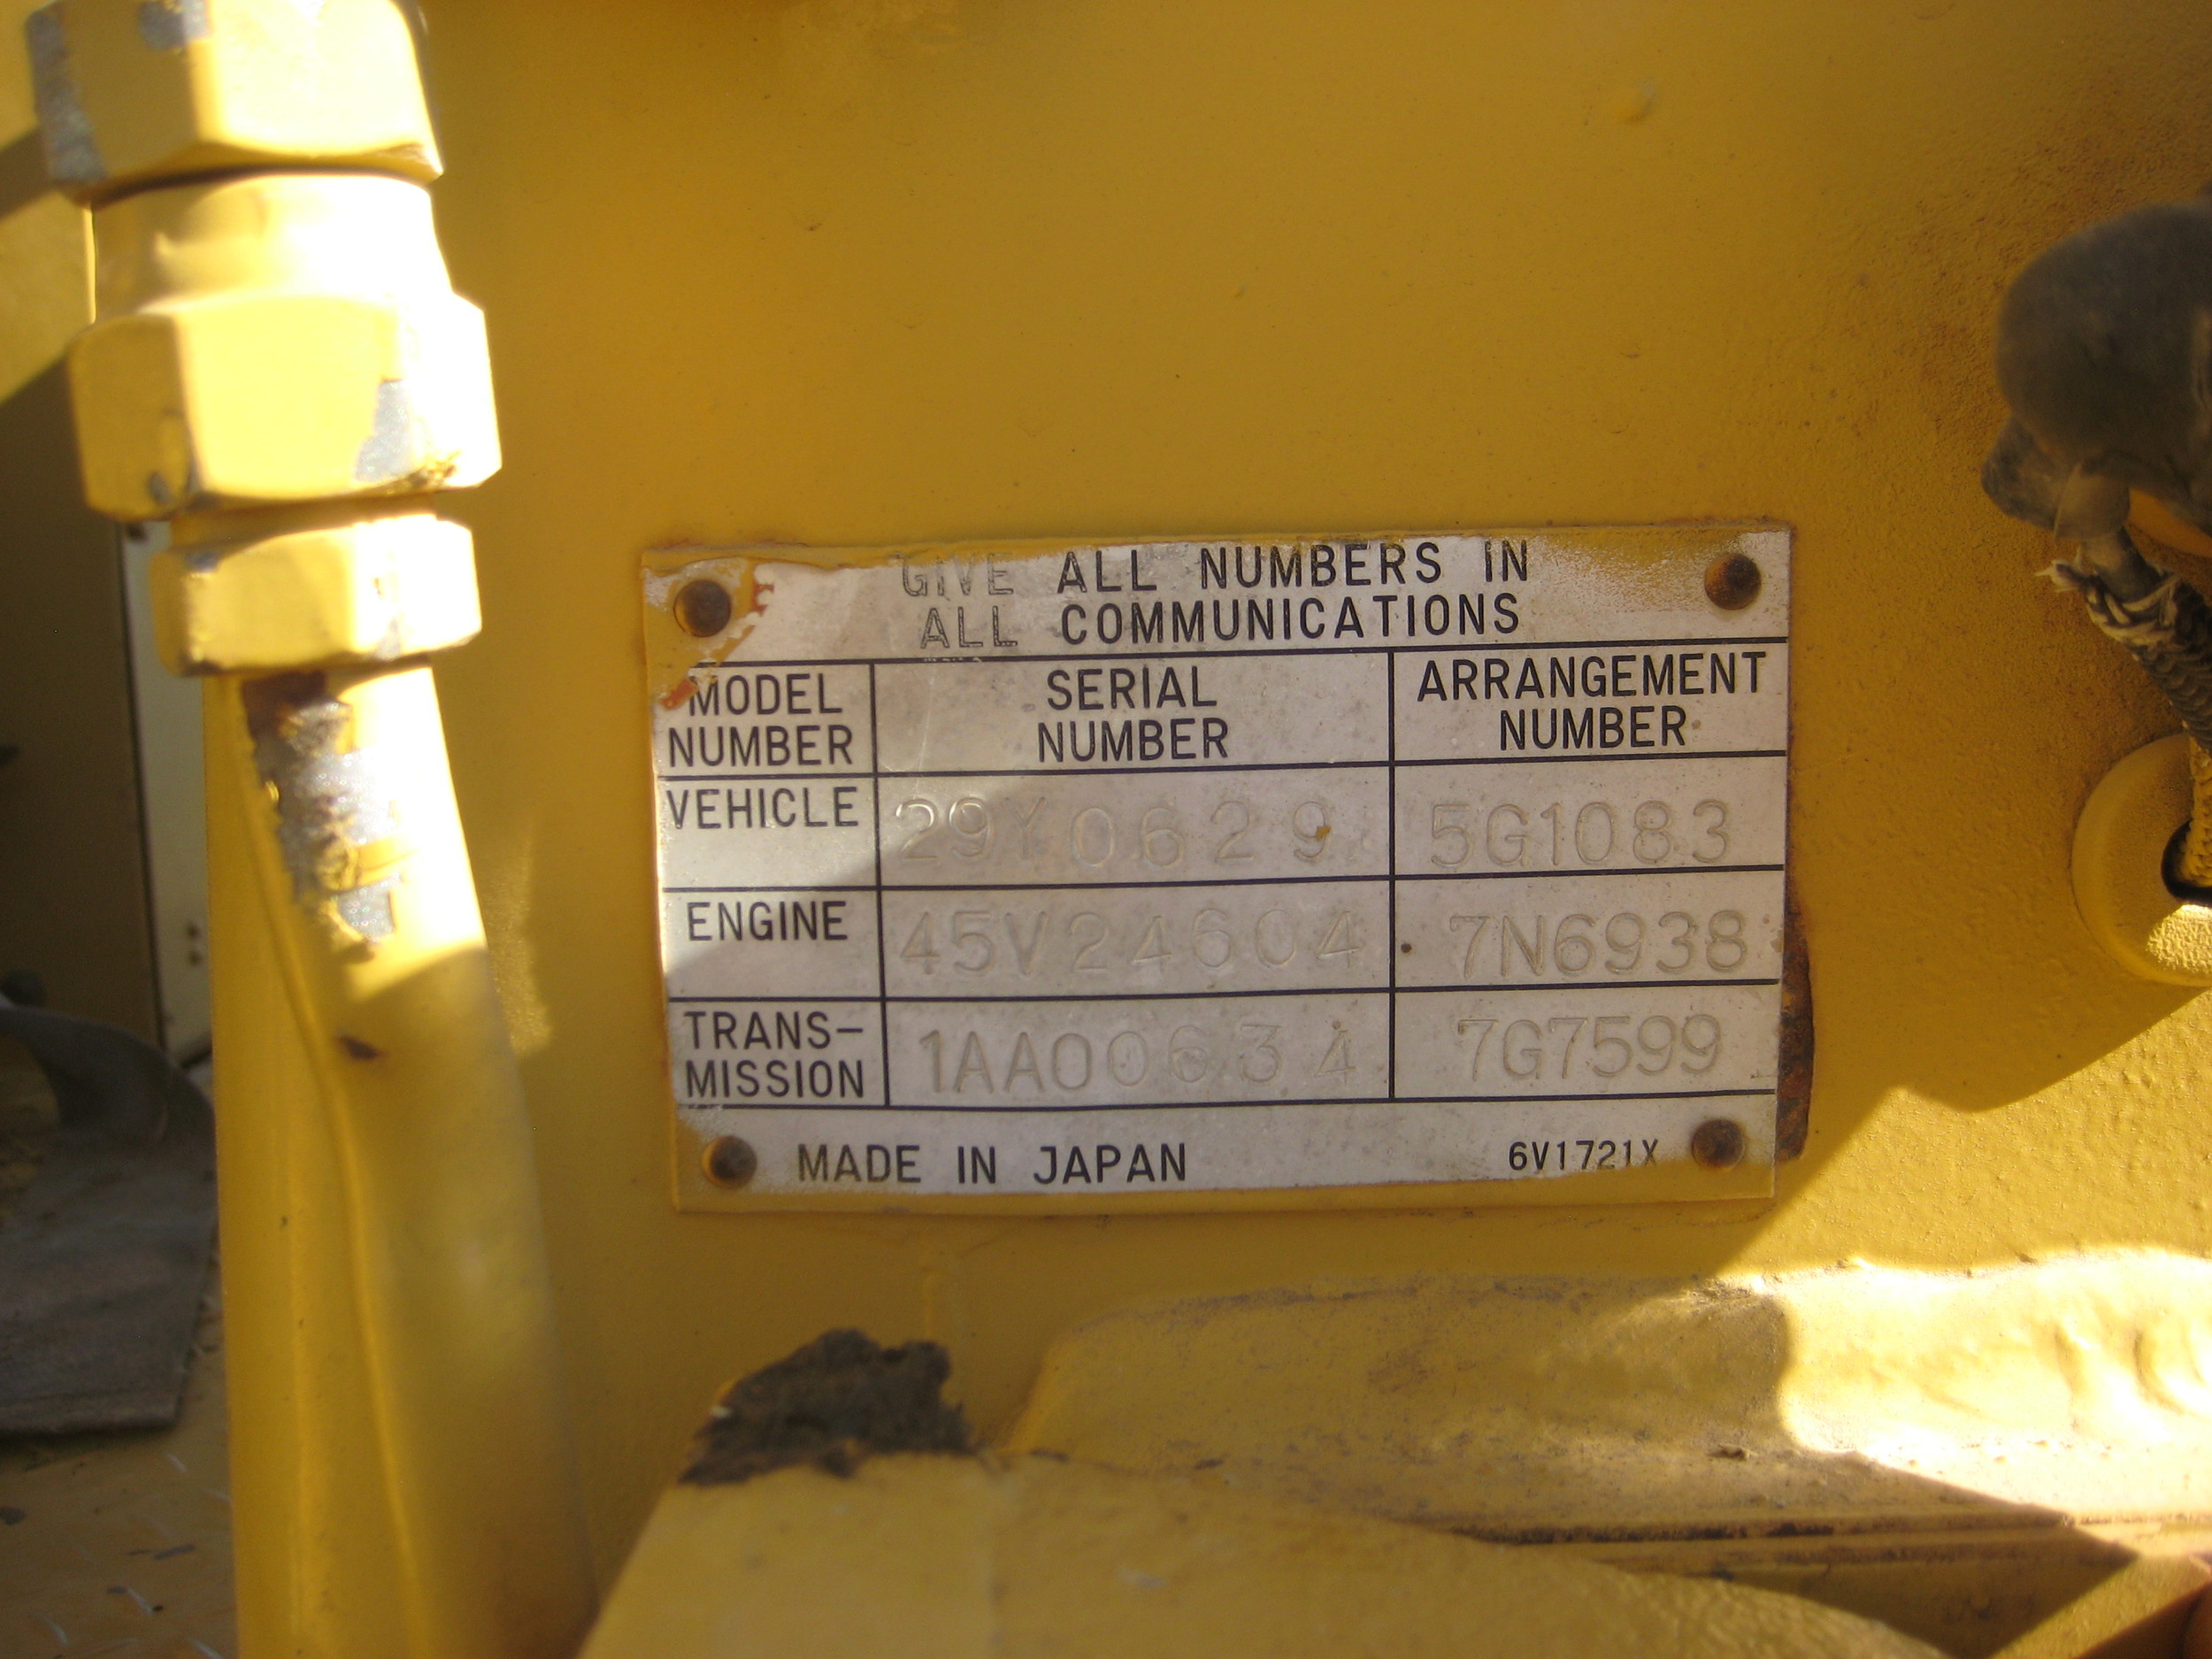 GIVE ALL NUMBERS IN
ALL COMMUNICATIONS
MODEL NUMBER
SERIAL NUMBER
ARRANGEMENT NUMBER
VEHICLE 29Y0629 5G1083
ENGINE 45V24604 7N6938
TRANS-
MISSION 1AA00634 7G7599
MADE IN JAPAN 6V1721X